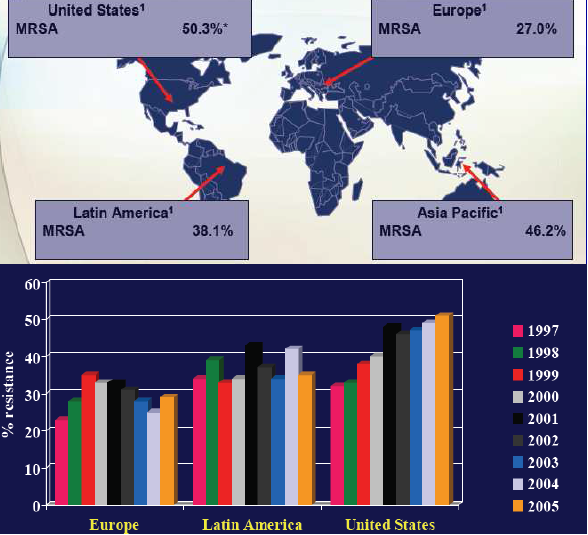 United States¹
MRSA 50.3%*
Europe¹
MRSA 27.0%
Latin America¹
MRSA 38.1%
Asia Pacific¹
MRSA 46.2%
% resistance
60
50
40
30
20
10
0
Europe Latin America United States
1997
1998
1999
2000
2001
2002
2003
2004
2005